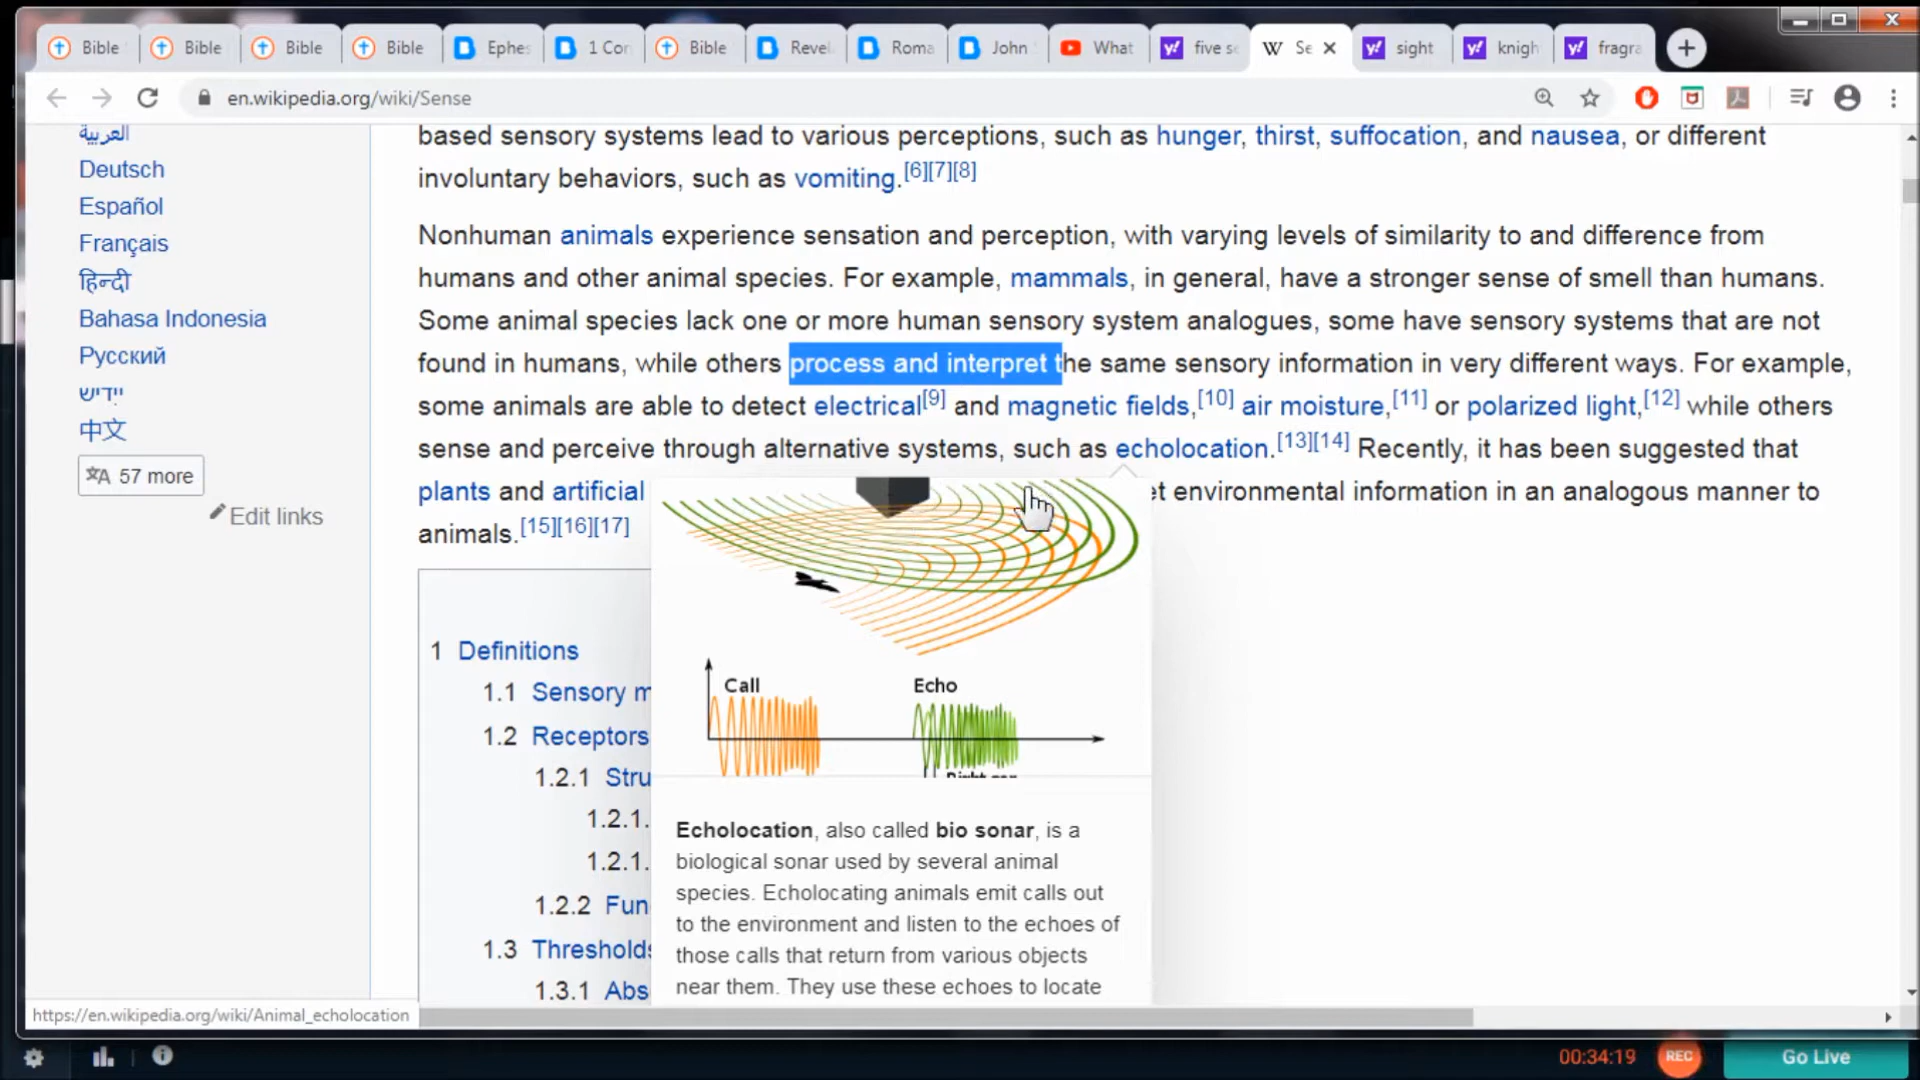 Bible
Bible
Bible
Bible
Ephes
1 Cor
Bible
Revel
Roma
John
What
five se
Se
sight
knigh
fragra
en.wikipedia.org/wiki/Sense
العربية
Deutsch
Español
Français
हिन्दी
Bahasa Indonesia
Русский
ייִדיש
中文
57 more
Edit links
based sensory systems lead to various perceptions, such as hunger, thirst, suffocation, and nausea, or different
involuntary behaviors, such as vomiting.[6][7][8]
Nonhuman animals experience sensation and perception, with varying levels of similarity to and difference from
humans and other animal species. For example, mammals, in general, have a stronger sense of smell than humans.
Some animal species lack one or more human sensory system analogues, some have sensory systems that are not
found in humans, while others process and interpret the same sensory information in very different ways. For example,
some animals are able to detect electrical[9] and magnetic fields,[10] air moisture,[11] or polarized light,[12] while others
sense and perceive through alternative systems, such as echolocation.[13][14] Recently, it has been suggested that
plants and artificial et environmental information in an analogous manner to
animals.[15][16][17]
1 Definitions
1.1 Sensory m
1.2 Receptors
1.2.1 Stru
1.2.1.
1.2.1.
1.2.2 Fun
1.3 Thresholds
1.3.1 Abs
Call
Echo
Echolocation, also called bio sonar, is a
biological sonar used by several animal
species. Echolocating animals emit calls out
to the environment and listen to the echoes of
those calls that return from various objects
near them. They use these echoes to locate
https://en.wikipedia.org/wiki/Animal_echolocation
00:34:19
REC
Go Live